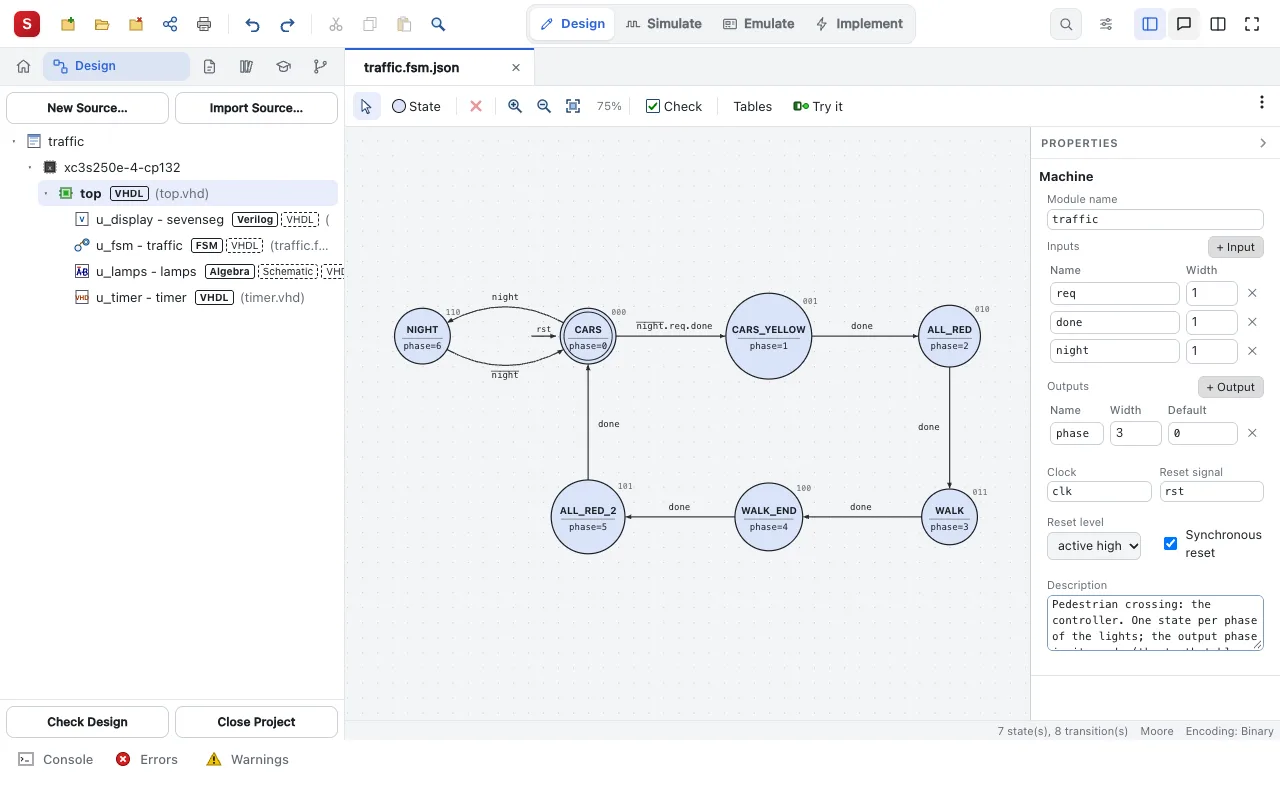 S
Design
Simulate
Emulate
Implement
Design
traffic.fsm.json
New Source...
Import Source...
State
75%
Check
Tables
Try it
traffic
xc3s250e-4-cp132
top VHDL (top.vhd)
u_display - sevenseg Verilog VHDL (
u_fsm - traffic FSM VHDL (traffic.f...
u_lamps - lamps Algebra Schematic VHD
u_timer - timer VHDL (timer.vhd)
night
110
NIGHT
phase=6
rst
000
CARS
phase=0
night
night.req.done
001
CARS_YELLOW
phase=1
done
010
ALL_RED
phase=2
done
done
101
ALL_RED_2
phase=5
done
100
WALK_END
phase=4
done
011
WALK
phase=3
PROPERTIES
Machine
Module name
traffic
Inputs
+ Input
Name Width
req 1
done 1
night 1
Outputs
+ Output
Name Width Default
phase 3 0
Clock Reset signal
clk rst
Reset level
active high
Synchronous
reset
Description
Pedestrian crossing: the
controller. One state per phase
of the lights; the output phase
Check Design
Close Project
7 state(s), 8 transition(s) Moore Encoding: Binary
Console
Errors
Warnings